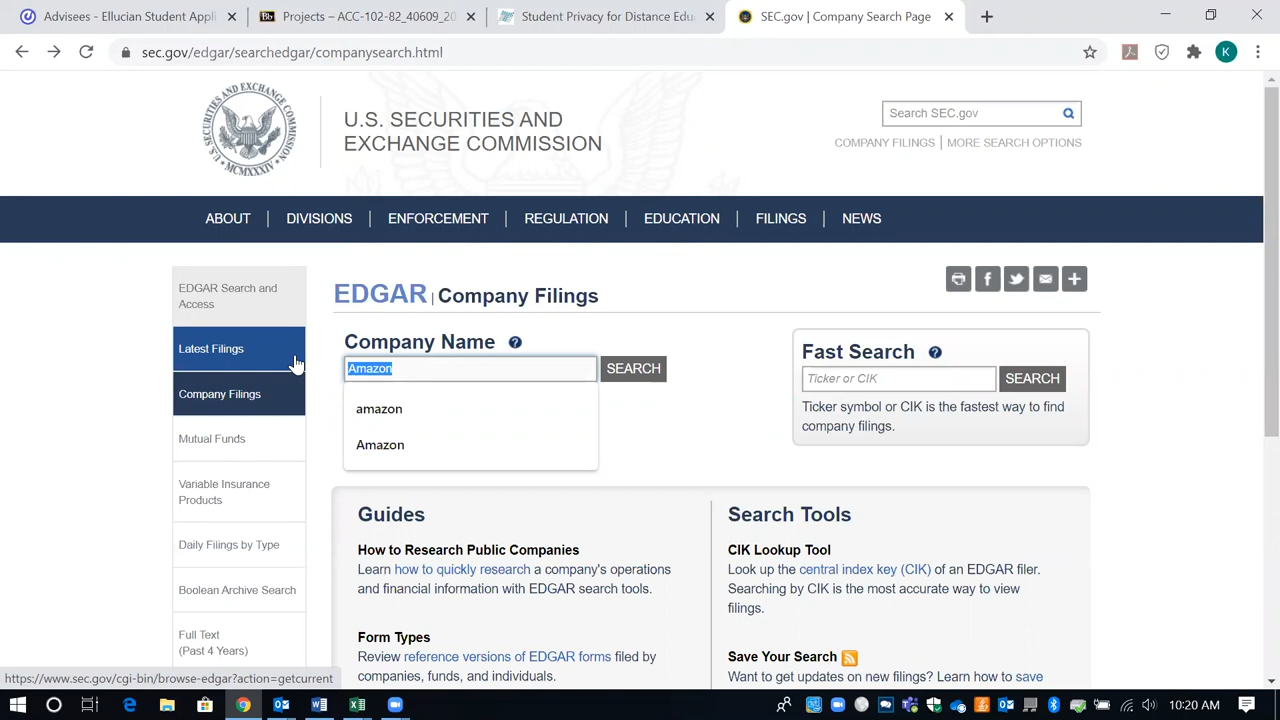 Advisees - Ellucian Student Appl
Projects – ACC-102-82_40609_20
Student Privacy for Distance Edu
SEC.gov | Company Search Page
sec.gov/edgar/searchedgar/companysearch.html
K
U.S. SECURITIES AND
EXCHANGE COMMISSION
Search SEC.gov
COMPANY FILINGS | MORE SEARCH OPTIONS
ABOUT | DIVISIONS | ENFORCEMENT | REGULATION | EDUCATION | FILINGS | NEWS
EDGAR Search and
Access
Latest Filings
Company Filings
Mutual Funds
Variable Insurance
Products
Daily Filings by Type
Boolean Archive Search
Full Text
(Past 4 Years)
EDGAR | Company Filings
Company Name
Amazon
SEARCH
amazon
Amazon
Fast Search
Ticker or CIK
SEARCH
Ticker symbol or CIK is the fastest way to find
company filings.
Guides
How to Research Public Companies
Learn how to quickly research a company's operations
and financial information with EDGAR search tools.
Form Types
Review reference versions of EDGAR forms filed by
companies, funds, and individuals.
Search Tools
CIK Lookup Tool
Look up the central index key (CIK) of an EDGAR filer.
Searching by CIK is the most accurate way to view
filings.
Save Your Search
Want to get updates on new filings? Learn how to save
https://www.sec.gov/cgi-bin/browse-edgar?action=getcurrent
10:20 AM